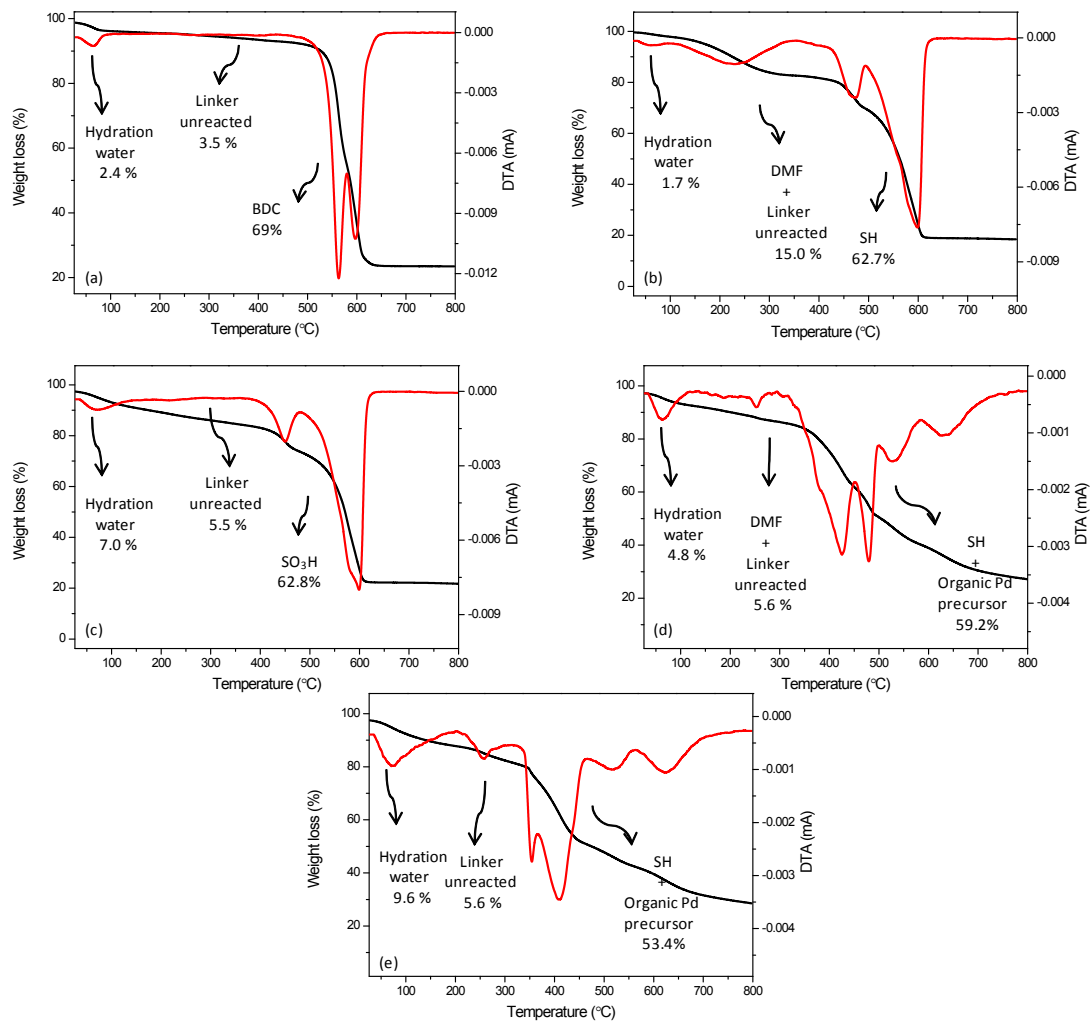 100
80
60
40
20
Weight loss (%)
0.000
-0.003
-0.006
-0.009
-0.012
DTA (mA)
Hydration
water
2.4 %
Linker
unreacted
3.5 %
BDC
69%
(a)
100 200 300 400 500 600 700 800
Temperature (°C)
100
80
60
40
20
0
Weight loss (%)
0.000
-0.003
-0.006
-0.009
DTA (mA)
Hydration
water
1.7 %
DMF
+
Linker
unreacted
15.0 %
SH
62.7%
(b)
100 200 300 400 500 600 700 800
Temperature (°C)
100
80
60
40
20
0
Weight loss (%)
0.000
-0.003
-0.006
-0.009
DTA (mA)
Hydration
water
7.0 %
Linker
unreacted
5.5 %
SO₃H
62.8%
(c)
100 200 300 400 500 600 700 800
Temperature (°C)
100
80
60
40
20
Weight loss (%)
0.000
-0.001
-0.002
-0.003
-0.004
DTA (mA)
Hydration
water
4.8 %
DMF
+
Linker
unreacted
5.6 %
SH
+
Organic Pd
precursor
59.2%
(d)
100 200 300 400 500 600 700 800
Temperature (°C)
100
80
60
40
20
Weight loss (%)
0.000
-0.001
-0.002
-0.003
-0.004
DTA (mA)
Hydration
water
9.6 %
Linker
unreacted
5.6 %
SH
+
Organic Pd
precursor
53.4%
(e)
100 200 300 400 500 600 700 800
Temperature (°C)